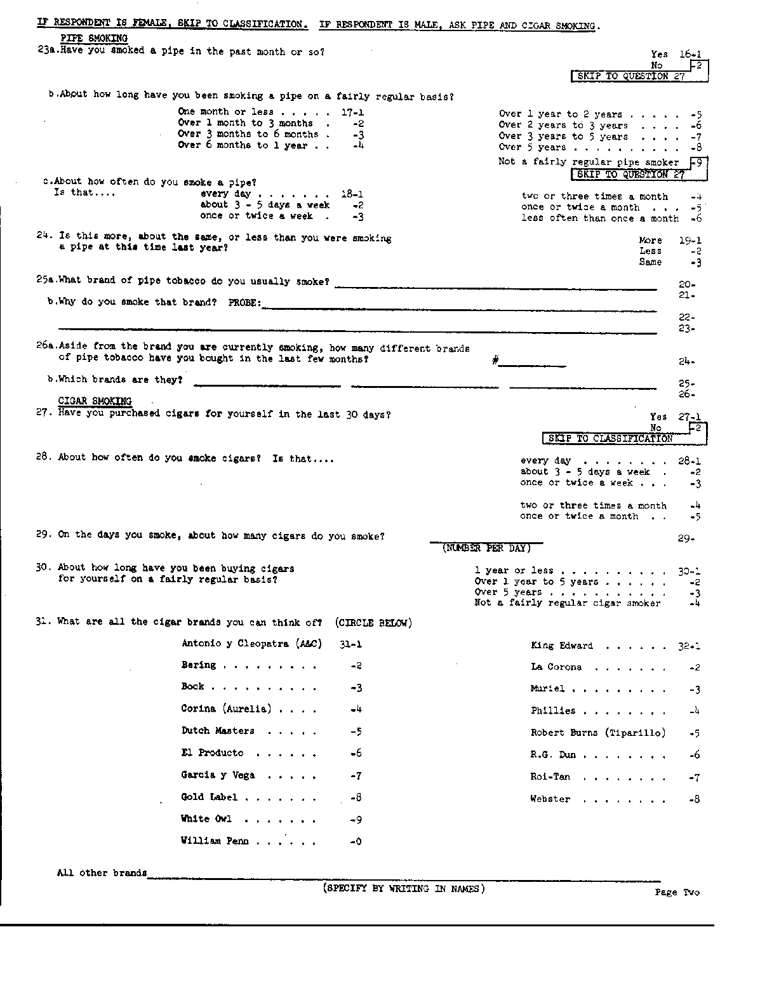 IF RESPONDENT IS FEMALE, SKIP TO CLASSIFICATION. IF RESPONDENT IS MALE, ASK PIPE AND CIGAR SMOKING.
PIPE SMOKING
23a.Have you smoked a pipe in the past month or so? Yes 16-1
No -2
SKIP TO QUESTION 27
b.About how long have you been smoking a pipe on a fairly regular basis?
One month or less . . . . . 17-1 Over 1 year to 2 years . . . . . -5
Over 1 month to 3 months . -2 Over 2 years to 3 years . . . . -6
Over 3 months to 6 months . -3 Over 3 years to 5 years . . . . -7
Over 6 months to 1 year . . -4 Over 5 years . . . . . . . . . . -8
Not a fairly regular pipe smoker -9
SKIP TO QUESTION 27
c.About how often do you smoke a pipe?
Is that.... every day . . . . . . . 18-1 two or three times a month -4
about 3 - 5 days a week -2 once or twice a month . . . -5
once or twice a week . -3 less often than once a month -6
24. Is this more, about the same, or less than you were smoking
a pipe at this time last year? More 19-1
Less -2
Same -3
25a.What brand of pipe tobacco do you usually smoke? 20-
21-
b.Why do you smoke that brand? PROBE:
22-
23-
26a.Aside from the brand you are currently smoking, how many different brands
of pipe tobacco have you bought in the last few months? # 24-
b.Which brands are they? 25-
26-
CIGAR SMOKING
27. Have you purchased cigars for yourself in the last 30 days? Yes 27-1
No -2
SKIP TO CLASSIFICATION
28. About how often do you smoke cigars? Is that.... every day . . . . . . . . 28-1
about 3 - 5 days a week . -2
once or twice a week . . . -3
two or three times a month -4
once or twice a month . . -5
29. On the days you smoke, about how many cigars do you smoke? 29-
(NUMBER PER DAY)
30. About how long have you been buying cigars 1 year or less . . . . . . . . . . 30-1
for yourself on a fairly regular basis? Over 1 year to 5 years . . . . . . -2
Over 5 years . . . . . . . . . . . -3
Not a fairly regular cigar smoker -4
31. What are all the cigar brands you can think of? (CIRCLE BELOW)
Antonio y Cleopatra (A&C) 31-1 King Edward . . . . . . 32-1
Bering . . . . . . . . . -2 La Corona . . . . . . . -2
Bock . . . . . . . . . . -3 Muriel . . . . . . . . . -3
Corina (Aurelia) . . . . -4 Phillies . . . . . . . . -4
Dutch Masters . . . . . -5 Robert Burns (Tiparillo) -5
El Producto . . . . . . -6 R.G. Dun . . . . . . . . -6
Garcia y Vega . . . . . -7 Roi-Tan . . . . . . . . -7
Gold Label . . . . . . . -8 Webster . . . . . . . . -8
White Owl . . . . . . . -9
William Penn . . . . . . -0
All other brands
(SPECIFY BY WRITING IN NAMES)
Page Two